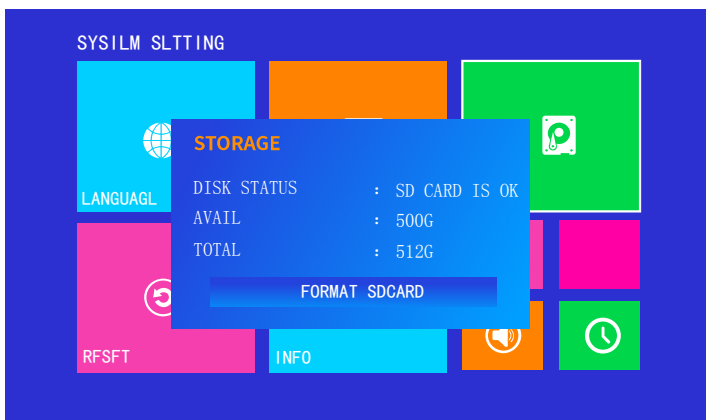 SYSILM SLTTING
STORAGE
DISK STATUS : SD CARD IS OK
LANGUAGL
AVAIL : 500G
TOTAL : 512G
FORMAT SDCARD
RFSFT
INFO